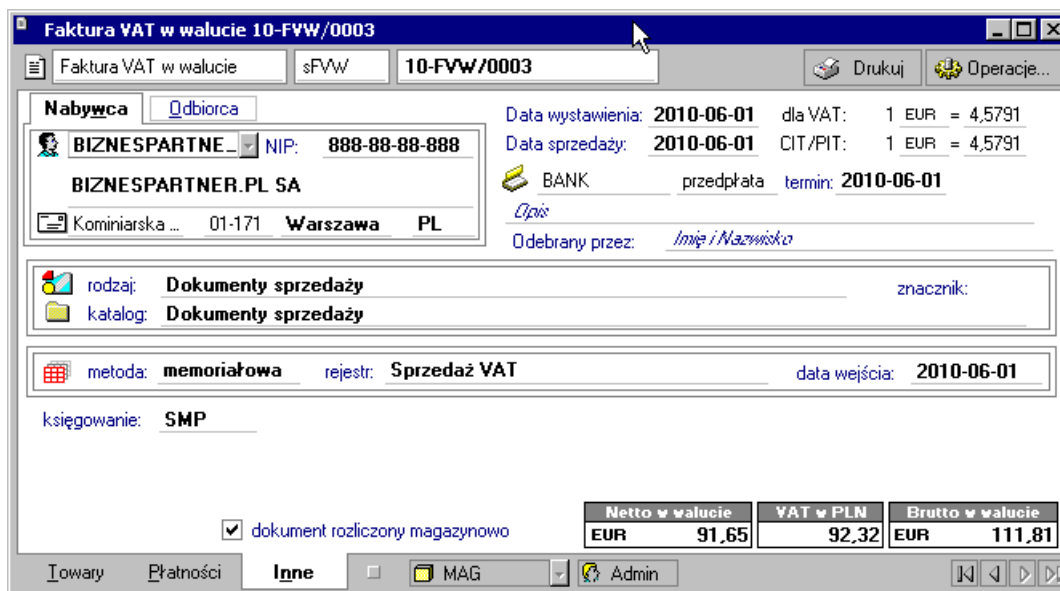 Faktura VAT w walucie 10-FVW/0003
Faktura VAT w walucie sFVW 10-FVW/0003 Drukuj Operacje...
Nabywca Odbiorca
Data wystawienia: 2010-06-01 dla VAT: 1 EUR = 4,5791
BIZNESPARTNE_ NIP: 888-88-88-888
Data sprzedaży: 2010-06-01 CIT/PIT: 1 EUR = 4,5791
BIZNESPARTNER.PL SA
BANK przedpłata termin: 2010-06-01
Opis
Kominiarska ... 01-171 Warszawa PL
Odebrany przez: Imię i Nazwisko
rodzaj: Dokumenty sprzedaży znacznik:
katalog: Dokumenty sprzedaży
metoda: memoriałowa rejestr: Sprzedaż VAT data wejścia: 2010-06-01
księgowanie: SMP
Netto w walucie VAT w PLN Brutto w walucie
dokument rozliczony magazynowo EUR 91,65 92,32 EUR 111,81
Towary Płatności Inne MAG Admin